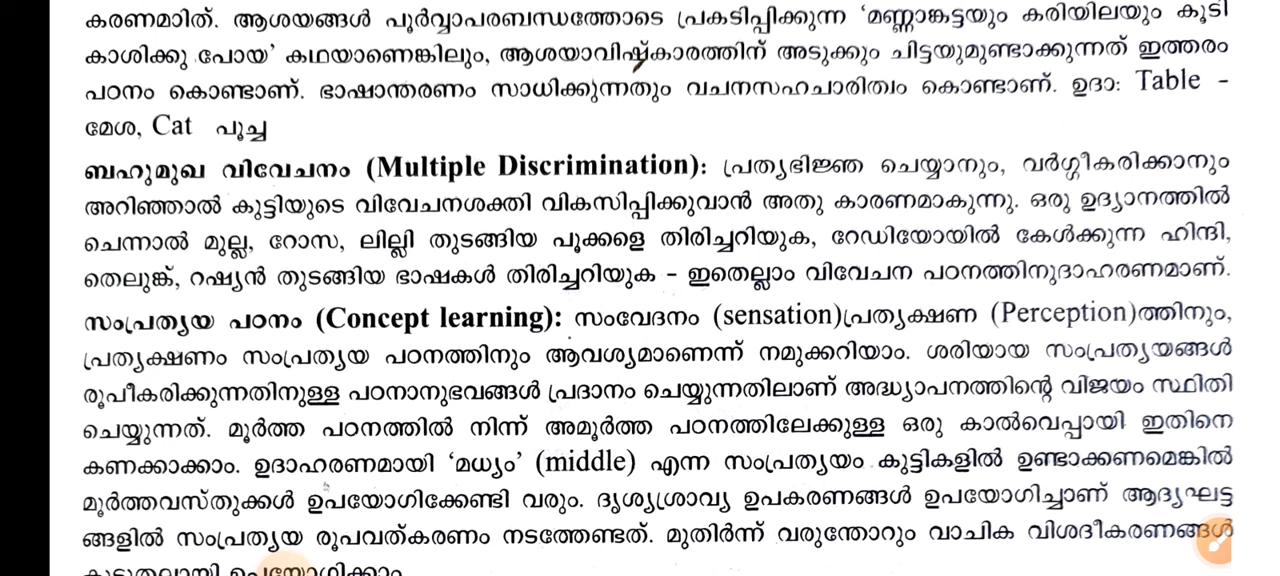 കരണമാിത്. ആശയങ്ങൾ പൂർവ്വാപരബന്ധത്തോടെ പ്രകടിപ്പിക്കുന്ന ‘മണ്ണാങ്കട്ടയും കരിയിലയും കൂടി
കാശിക്കു പോയ’ കഥയാണെങ്കിലും, ആശയാവിഷ്കാരത്തിന് അടുക്കും ചിട്ടയുമുണ്ടാക്കുന്നത് ഇത്തരം
പഠനം കൊണ്ടാണ്. ഭാഷാന്തരണം സാധിക്കുന്നതും വചനസഹചാരിത്വം കൊണ്ടാണ്. ഉദാ: Table –
മേശ, Cat പൂച്ച
ബഹുമുഖ വിവേചനം (Multiple Discrimination): പ്രത്യഭിജ്ഞ ചെയ്യാനും, വർഗ്ഗീകരിക്കാനും
അറിഞ്ഞാൽ കുട്ടിയുടെ വിവേചനശക്തി വികസിപ്പിക്കുവാൻ അതു കാരണമാകുന്നു. ഒരു ഉദ്യാനത്തിൽ
ചെന്നാൽ മുല്ല, റോസ, ലില്ലി തുടങ്ങിയ പൂക്കളെ തിരിച്ചറിയുക, റേഡിയോയിൽ കേൾക്കുന്ന ഹിന്ദി,
തെലുങ്ക്, റഷ്യൻ തുടങ്ങിയ ഭാഷകൾ തിരിച്ചറിയുക – ഇതെല്ലാം വിവേചന പഠനത്തിനുദാഹരണമാണ്.
സംപ്രത്യയ പഠനം (Concept learning): സംവേദനം (sensation)പ്രത്യക്ഷണ (Perception)ത്തിനും,
പ്രത്യക്ഷണം സംപ്രത്യയ പഠനത്തിനും ആവശ്യമാണെന്ന് നമുക്കറിയാം. ശരിയായ സംപ്രത്യയങ്ങൾ
രൂപീകരിക്കുന്നതിനുള്ള പഠനാനുഭവങ്ങൾ പ്രദാനം ചെയ്യുന്നതിലാണ് അദ്ധ്യാപനത്തിന്റെ വിജയം സ്ഥിതി
ചെയ്യുന്നത്. മൂർത്ത പഠനത്തിൽ നിന്ന് അമൂർത്ത പഠനത്തിലേക്കുള്ള ഒരു കാൽവെപ്പായി ഇതിനെ
കണക്കാക്കാം. ഉദാഹരണമായി ‘മധ്യം’ (middle) എന്ന സംപ്രത്യയം കുട്ടികളിൽ ഉണ്ടാക്കണമെങ്കിൽ
മൂർത്തവസ്തുക്കൾ ഉപയോഗിക്കേണ്ടി വരും. ദൃശ്യശ്രാവ്യ ഉപകരണങ്ങൾ ഉപയോഗിച്ചാണ് ആദ്യഘട്ട
ങ്ങളിൽ സംപ്രത്യയ രൂപവത്കരണം നടത്തേണ്ടത്. മുതിർന്ന് വരുന്തോറും വാചിക വിശദീകരണങ്ങൾ
കൂടുതലായി ഉപയോഗിക്കാം